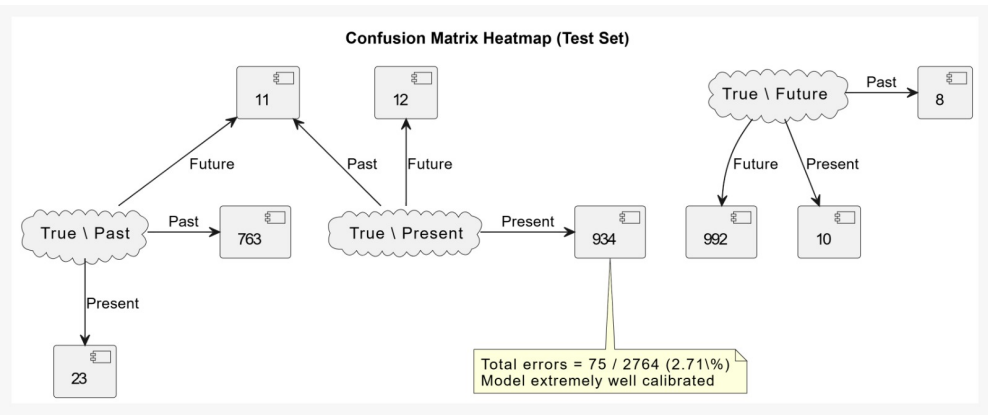 Confusion Matrix Heatmap (Test Set)
11
12
True \ Future
Past
8
Future
Past
Future
Future
Present
True \ Past
Past
763
True \ Present
Present
934
992
10
Present
23
Total errors = 75 / 2764 (2.71\%)
Model extremely well calibrated